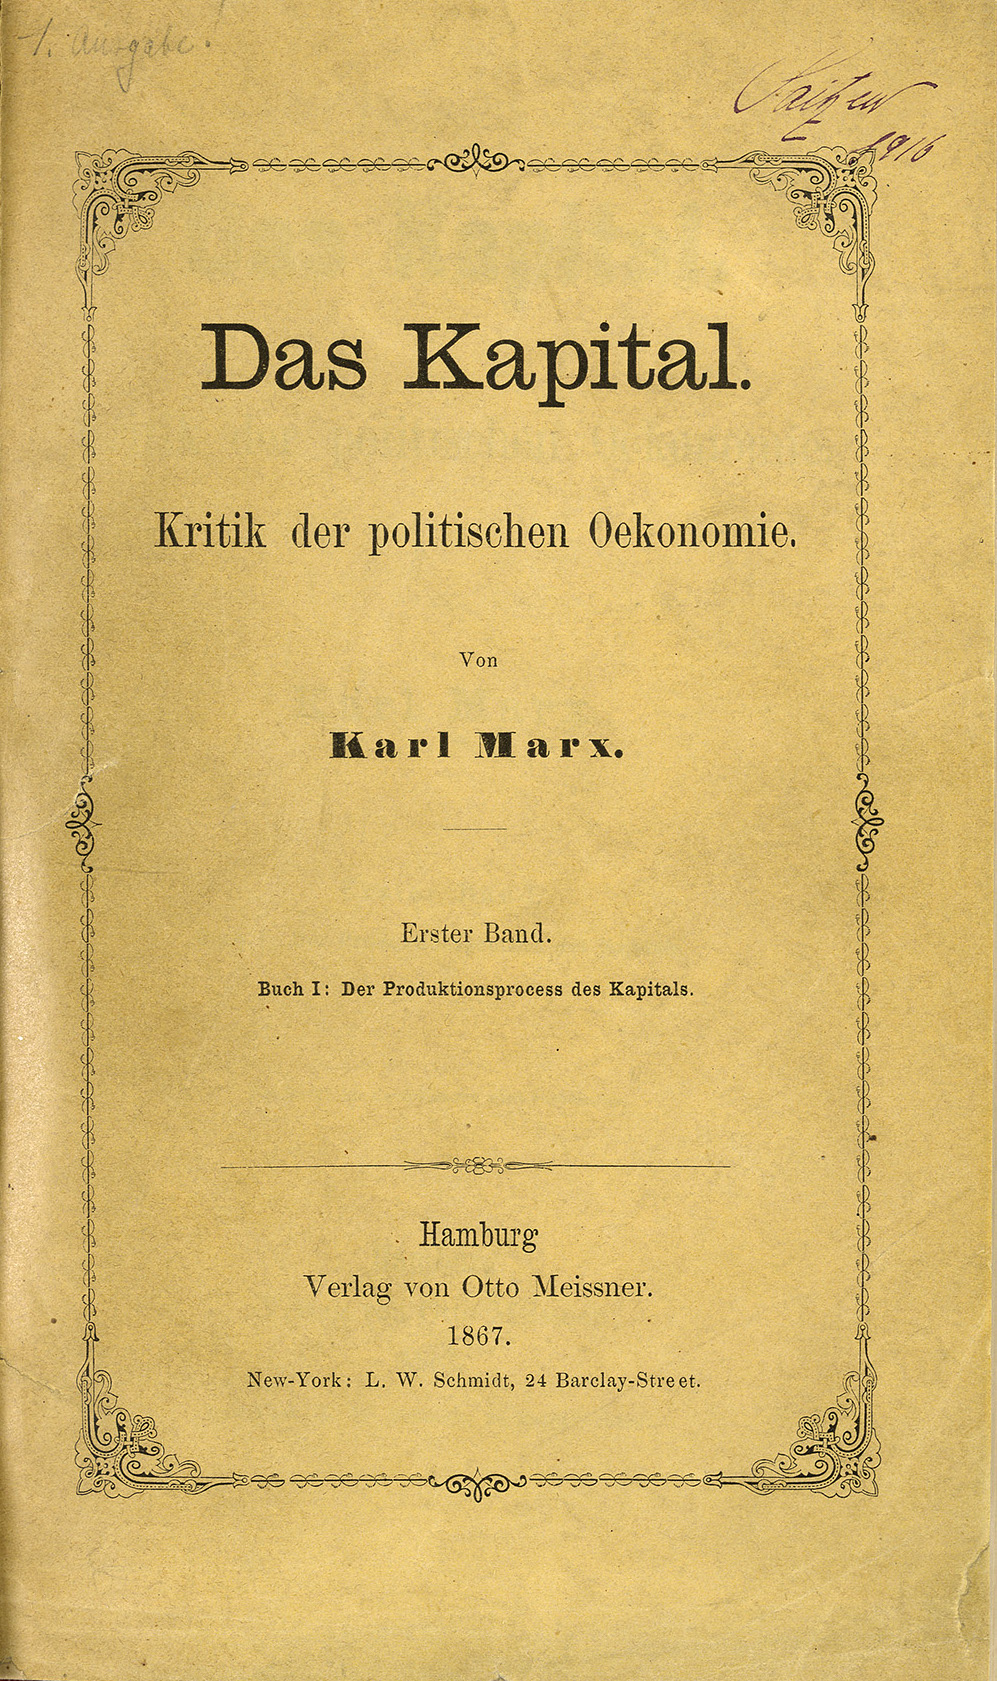 1. Ausgabe!
Saitzew
1916
Das Kapital.
Kritik der politischen Oekonomie.
Von
Karl Marx.
Erster Band.
Buch I: Der Produktionsprocess des Kapitals.
Hamburg
Verlag von Otto Meissner.
1867.
New-York: L. W. Schmidt, 24 Barclay-Street.